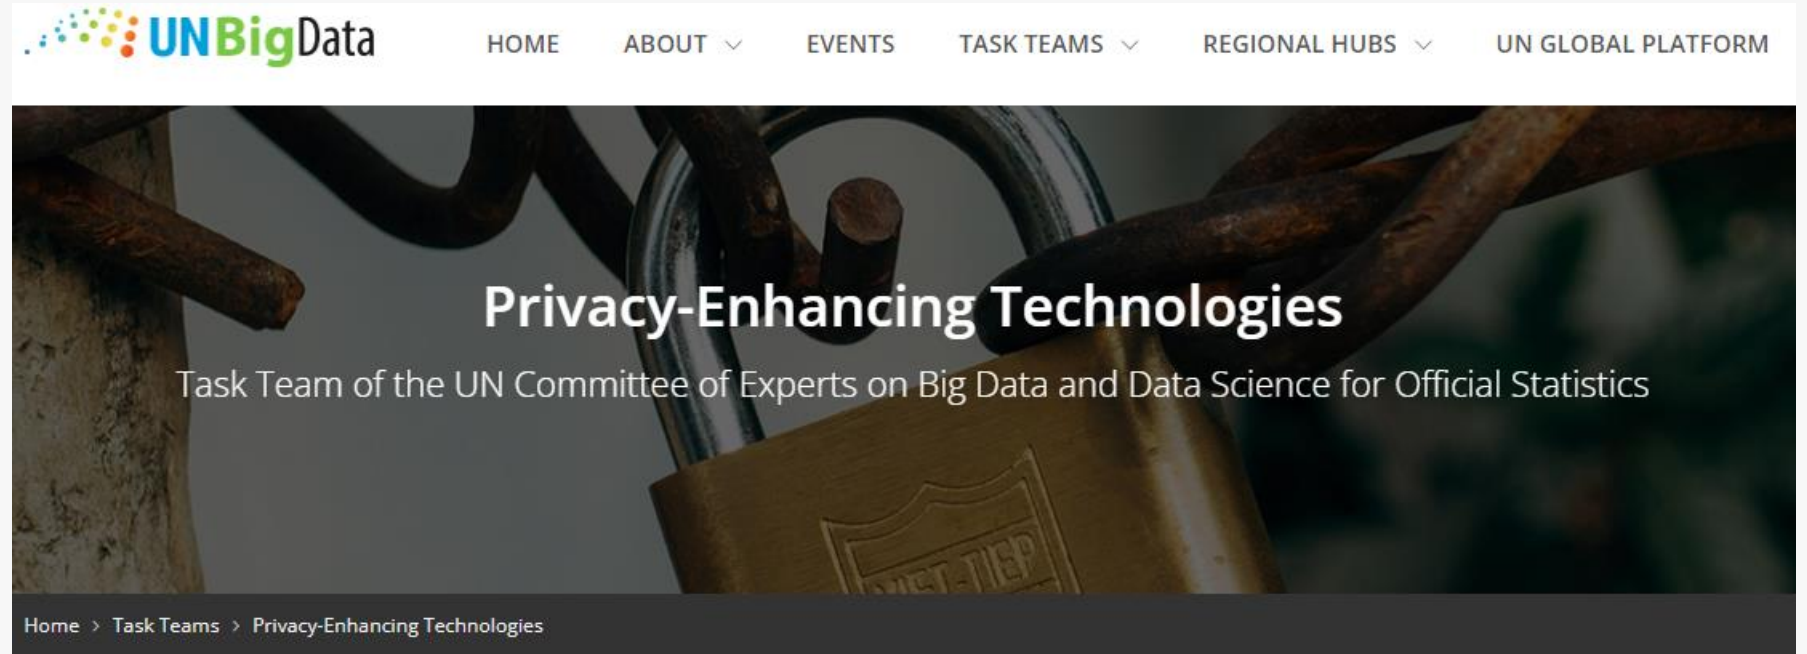 UNBigData
HOME
ABOUT
EVENTS
TASK TEAMS
REGIONAL HUBS
UN GLOBAL PLATFORM
Privacy-Enhancing Technologies
Task Team of the UN Committee of Experts on Big Data and Data Science for Official Statistics
Home > Task Teams > Privacy-Enhancing Technologies